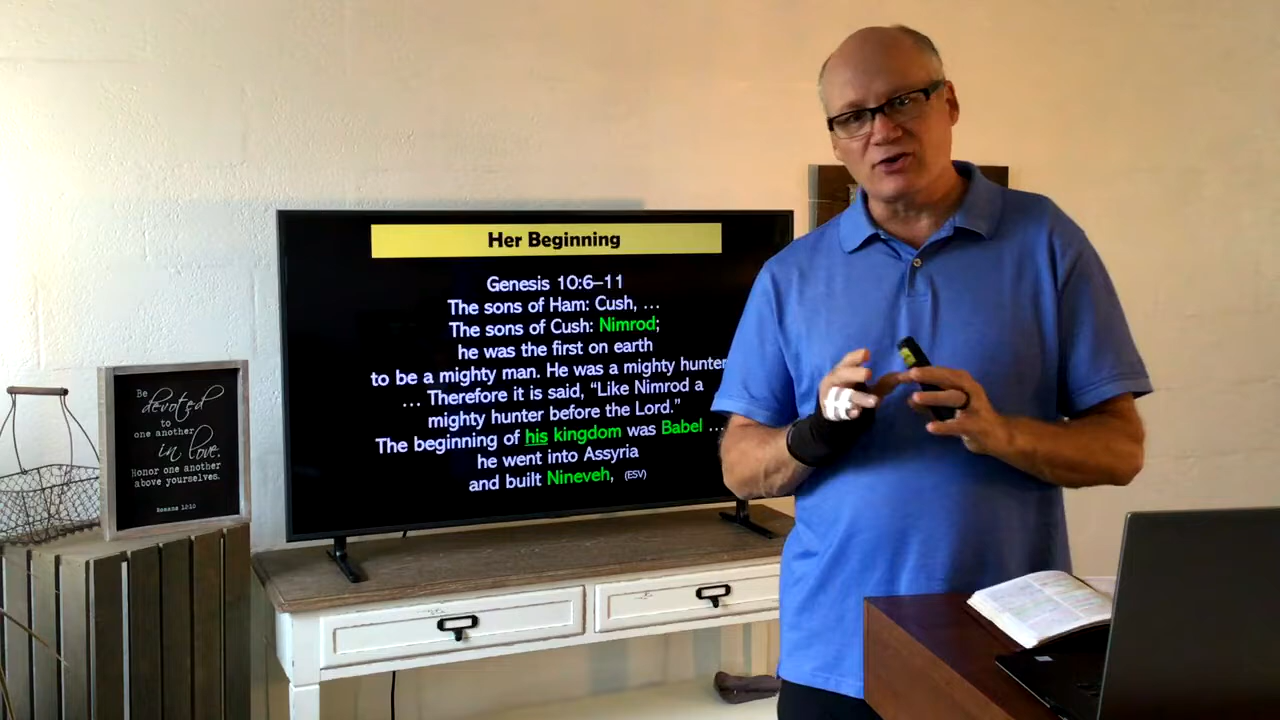 Her Beginning
Genesis 10:6–11
The sons of Ham: Cush, …
The sons of Cush: Nimrod;
he was the first on earth
to be a mighty man. He was a mighty hunter
… Therefore it is said, “Like Nimrod a
mighty hunter before the Lord.”
The beginning of his kingdom was Babel …
he went into Assyria
and built Nineveh, (ESV)
Be
devoted
to
one another
in love.
Honor one another
above yourselves.
Romans 12:10